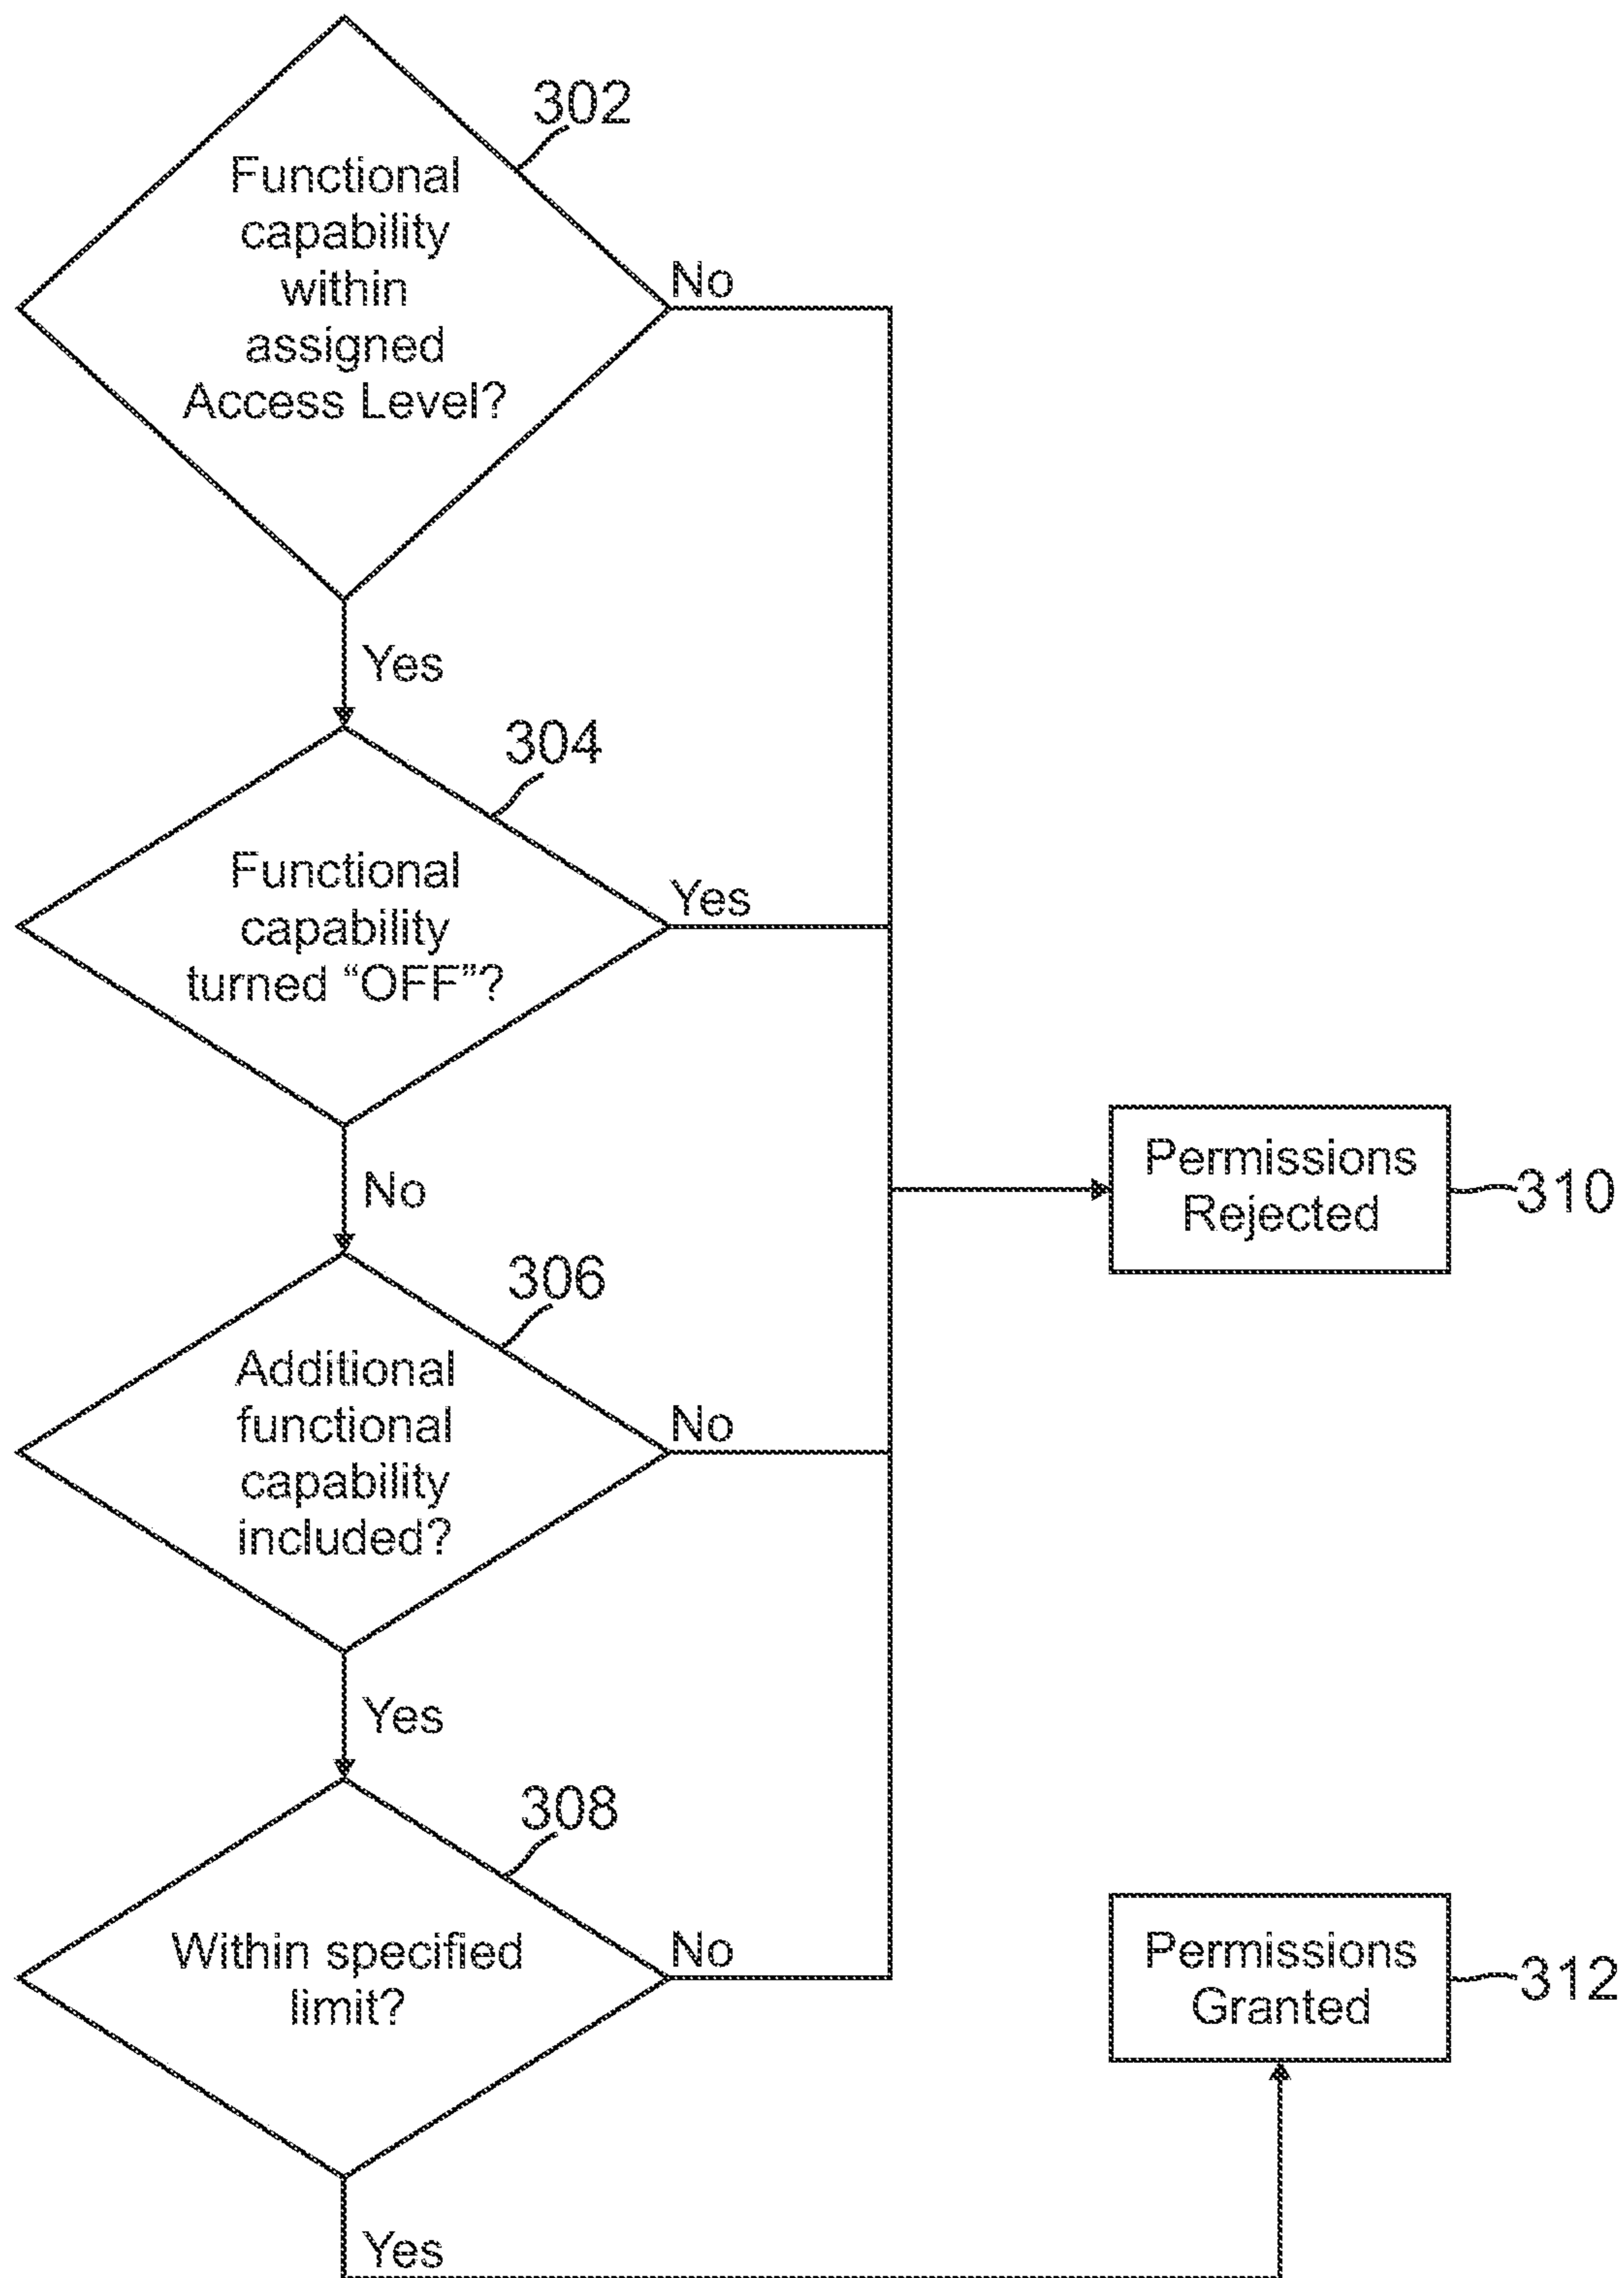 302
Functional
capability
within
assigned
Access Level?
No
Yes
304
Functional
capability
turned “OFF”?
Yes
No
Permissions
Rejected
310
306
Additional
functional
capability
included?
No
Yes
308
Within specified
limit?
No
Permissions
Granted
312
Yes